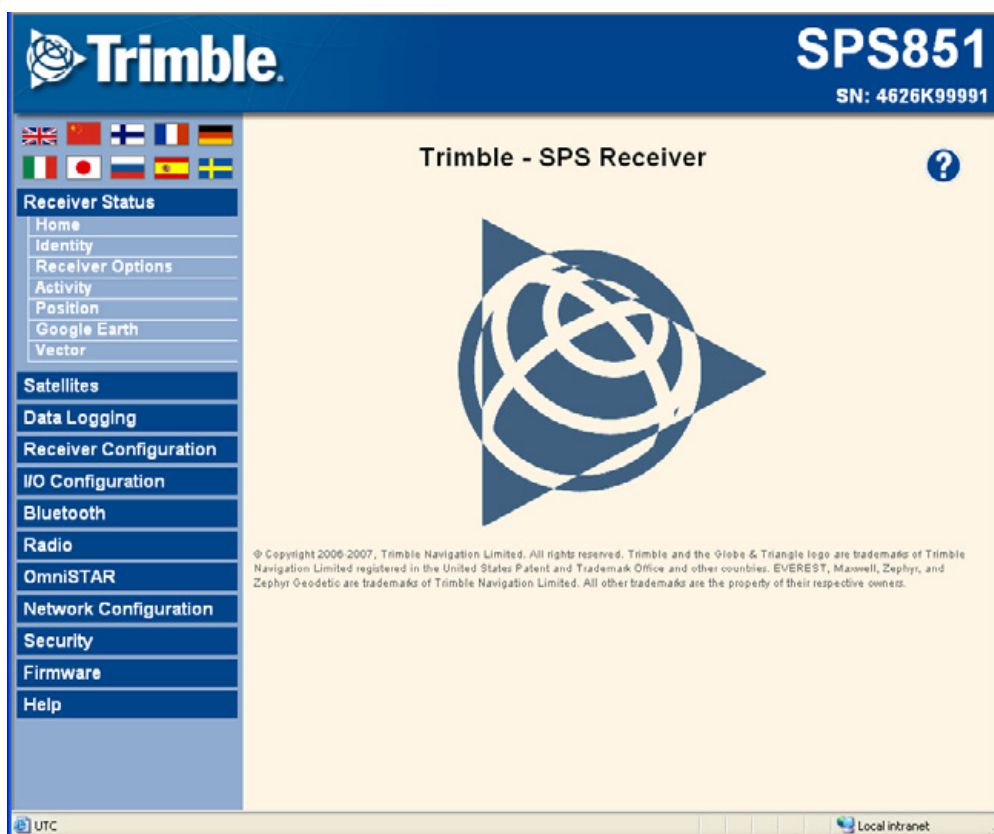 Trimble.
SPS851
SN: 4626K99991
Trimble - SPS Receiver
?
Receiver Status
Home
Identity
Receiver Options
Activity
Position
Google Earth
Vector
Satellites
Data Logging
Receiver Configuration
I/O Configuration
Bluetooth
Radio
OmniSTAR
Network Configuration
Security
Firmware
Help
© Copyright 2006-2007, Trimble Navigation Limited. All rights reserved. Trimble and the Globe & Triangle logo are trademarks of Trimble
Navigation Limited registered in the United States Patent and Trademark Office and other countries. EVEREST, Maxwell, Zephyr, and
Zephyr Geodetic are trademarks of Trimble Navigation Limited. All other trademarks are the property of their respective owners.
UTC
Local intranet